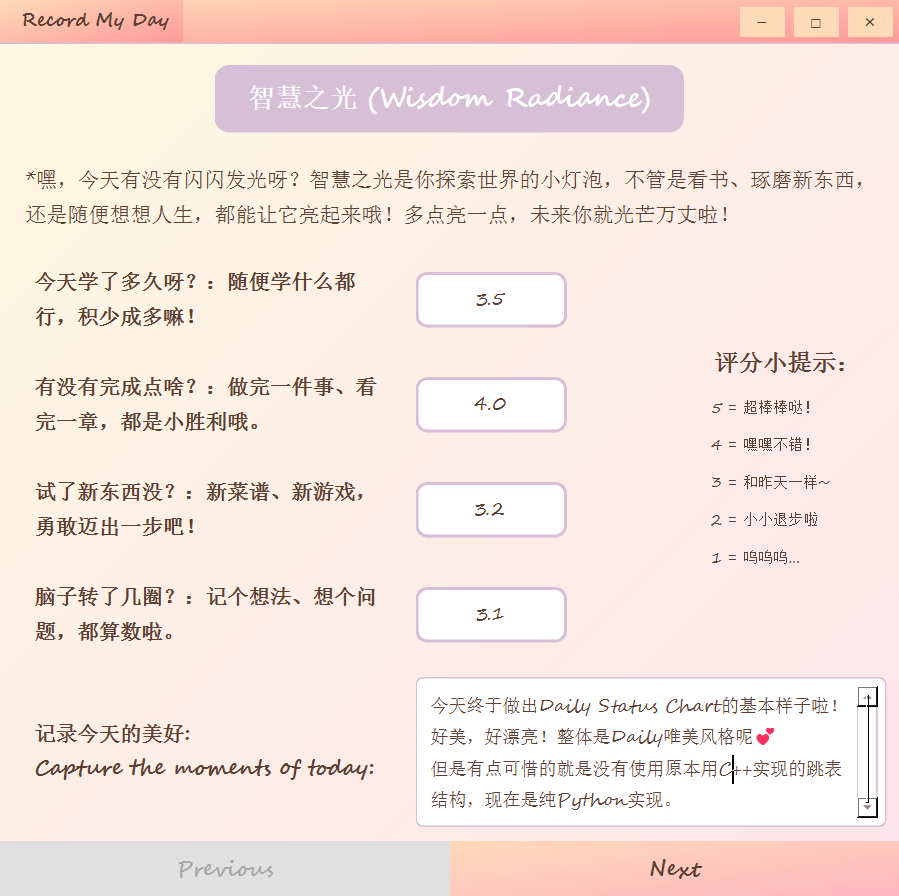 Record My Day
智慧之光 (Wisdom Radiance)
*嘿，今天有没有闪闪发光呀？智慧之光是你探索世界的小灯泡，不管是看书、琢磨新东西，
还是随便想想人生，都能让它亮起来哦！多点亮一点，未来你就光芒万丈啦！
今天学了多久呀？：随便学什么都
行，积少成多嘛！
3.5
有没有完成点啥？：做完一件事、看
完一章，都是小胜利哦。
4.0
试了新东西没？：新菜谱、新游戏，
勇敢迈出一步吧！
3.2
脑子转了几圈？：记个想法、想个问
题，都算数啦。
3.1
评分小提示：
5 = 超棒棒哒！
4 = 嘿嘿不错！
3 = 和昨天一样~
2 = 小小退步啦
1 = 呜呜呜...
记录今天的美好:
Capture the moments of today:
今天终于做出Daily Status Chart的基本样子啦！
好美，好漂亮！整体是Daily唯美风格呢💕
但是有点可惜的就是没有使用原本用C++实现的跳表
结构，现在是纯Python实现。
Previous
Next